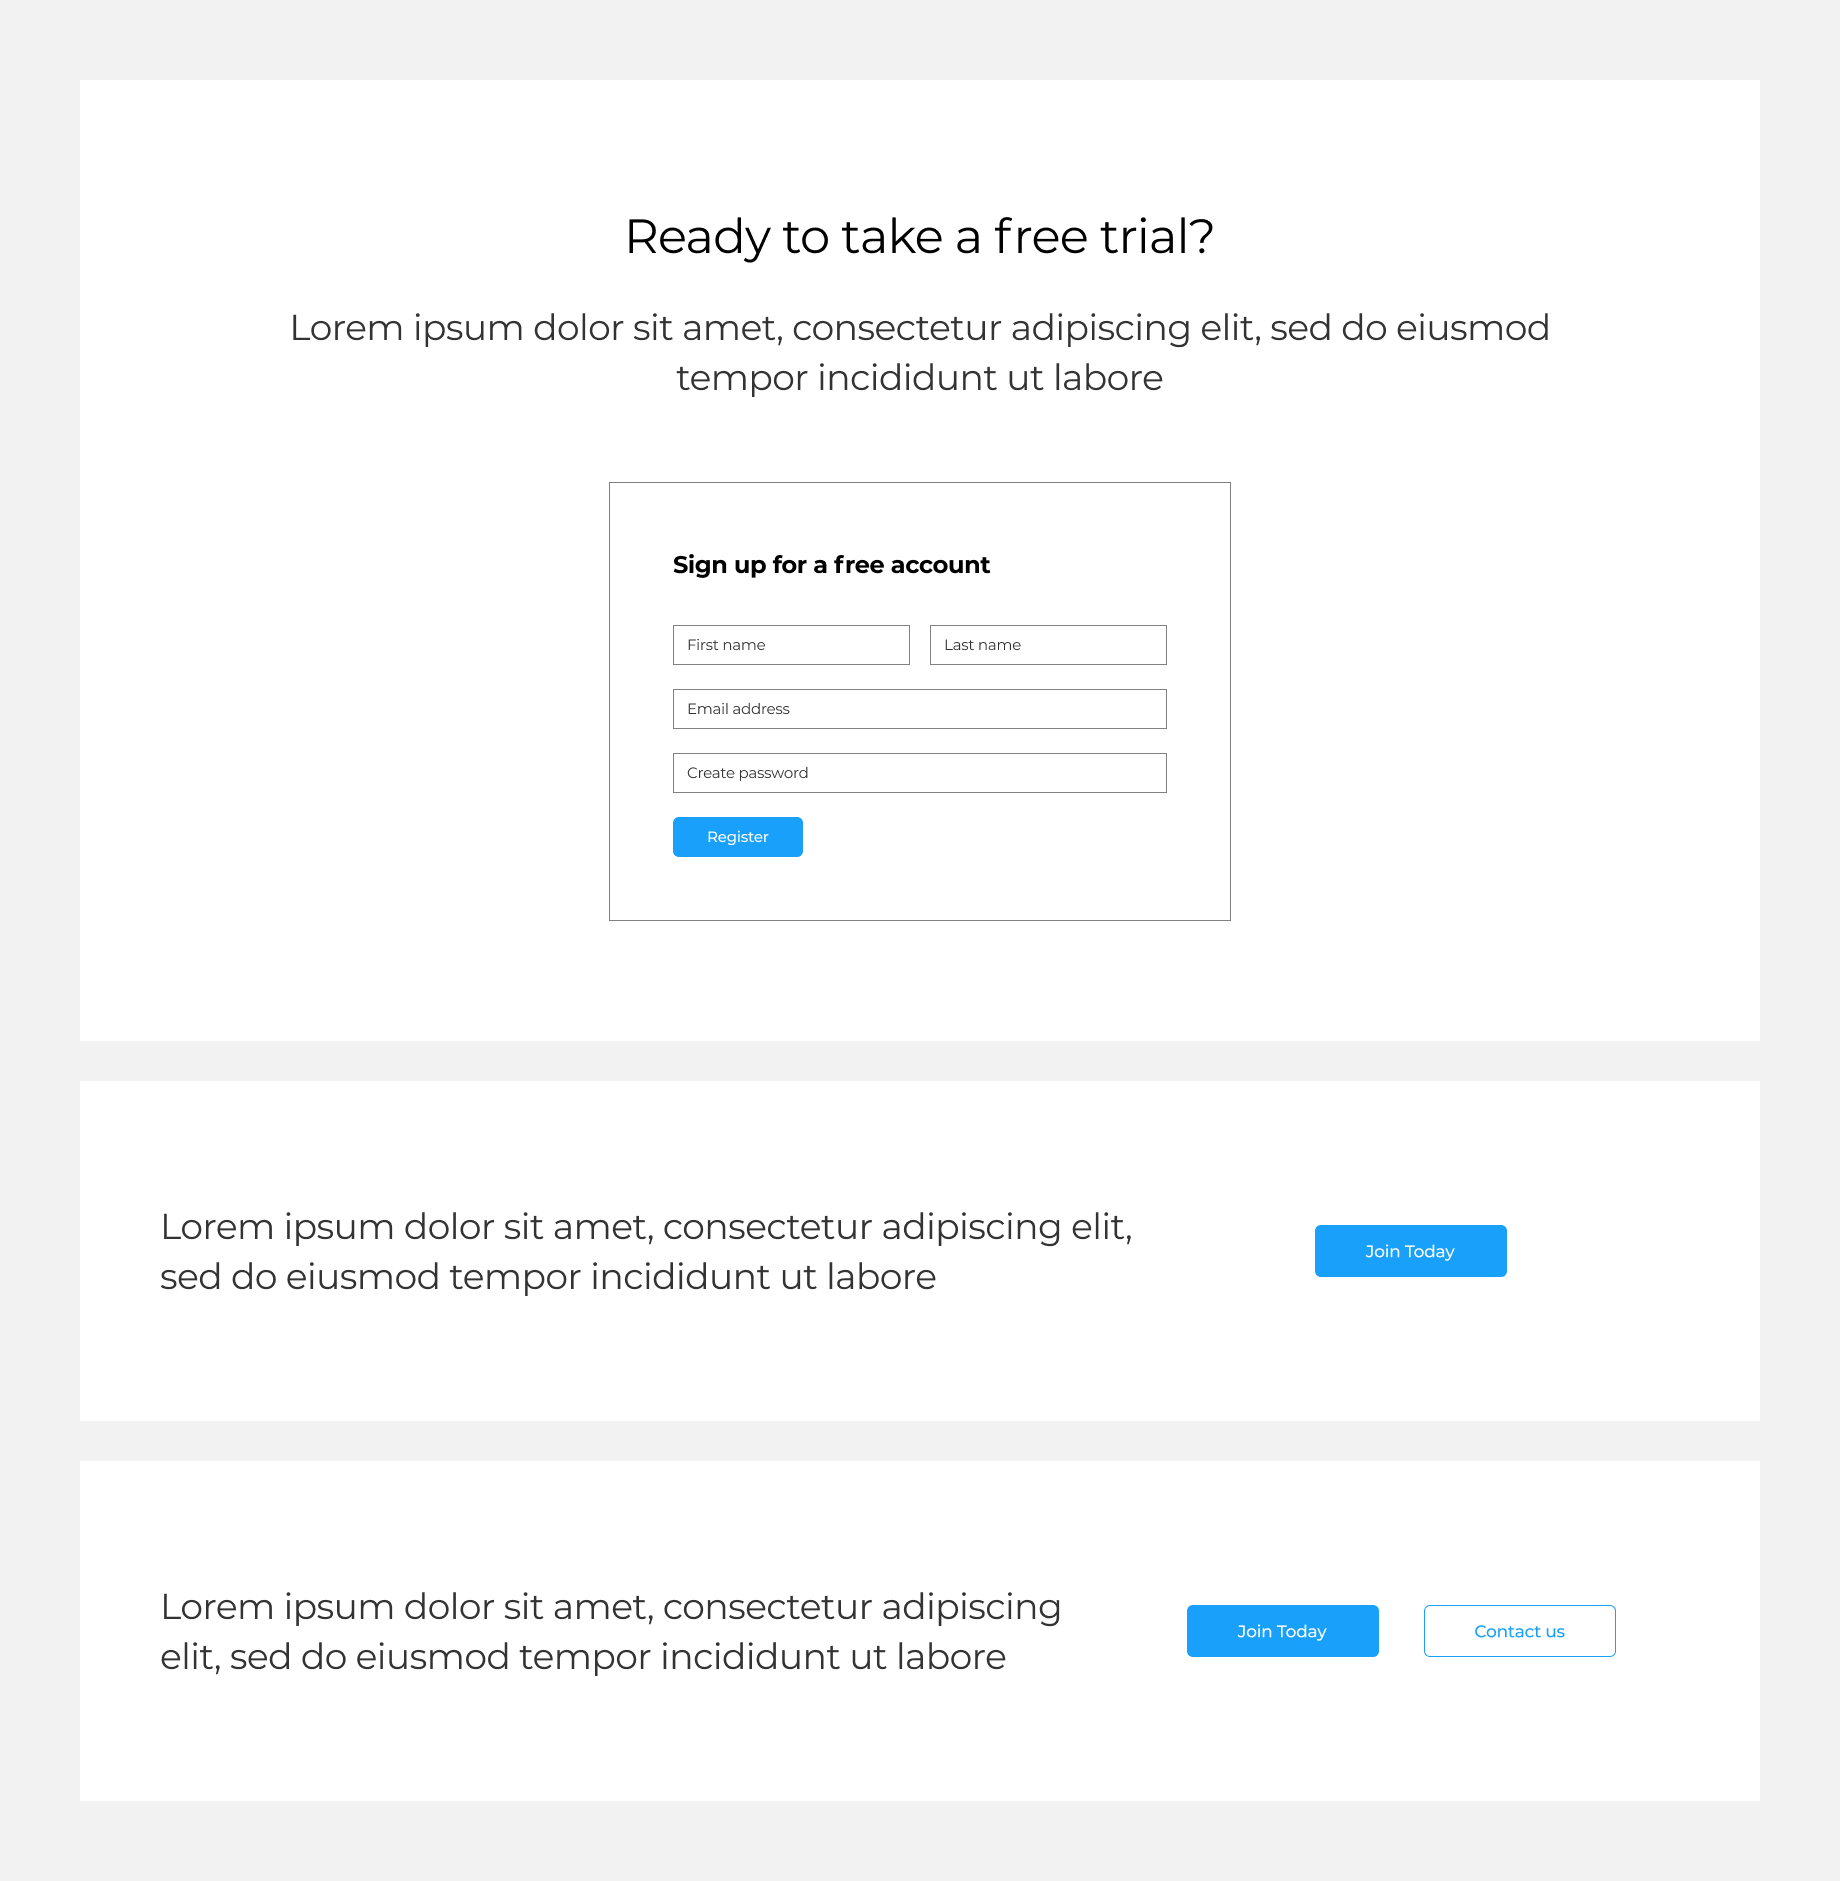 Ready to take a free trial?
Lorem ipsum dolor sit amet, consectetur adipiscing elit, sed do eiusmod
tempor incididunt ut labore
Sign up for a free account
First name
Last name
Email address
Create password
Register
Lorem ipsum dolor sit amet, consectetur adipiscing elit,
sed do eiusmod tempor incididunt ut labore
Join Today
Lorem ipsum dolor sit amet, consectetur adipiscing
elit, sed do eiusmod tempor incididunt ut labore
Join Today
Contact us